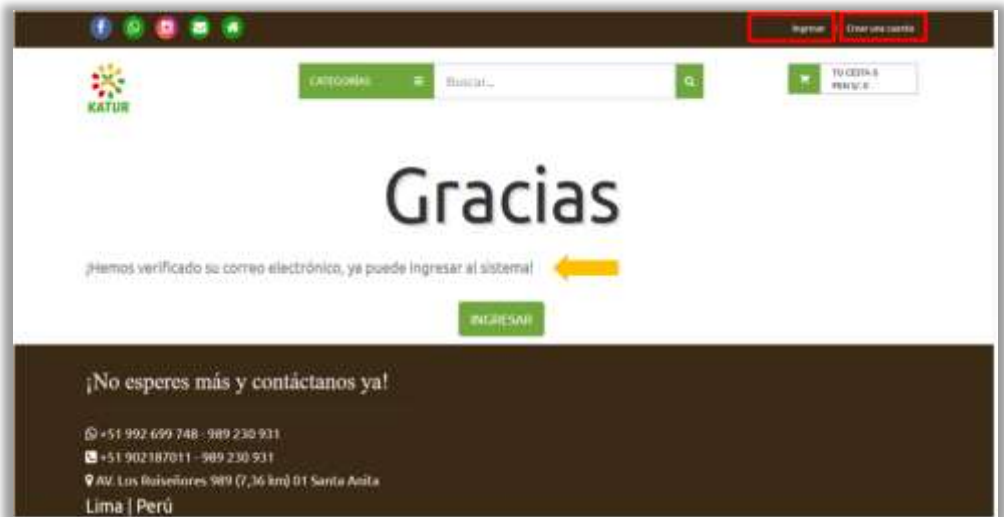 Ingresar Crear una cuenta
KATUR
CATEGORÍAS
Buscar...
TU CESTA
PEN S/. 0
Gracias
¡Hemos verificado su correo electrónico, ya puede ingresar al sistema!
INGRESAR
¡No esperes más y contáctanos ya!
+51 992 699 748 - 989 230 931
+51 902187011 - 989 230 931
AV. Los Ruiseñores 989 (7,36 km) 01 Santa Anita
Lima | Perú